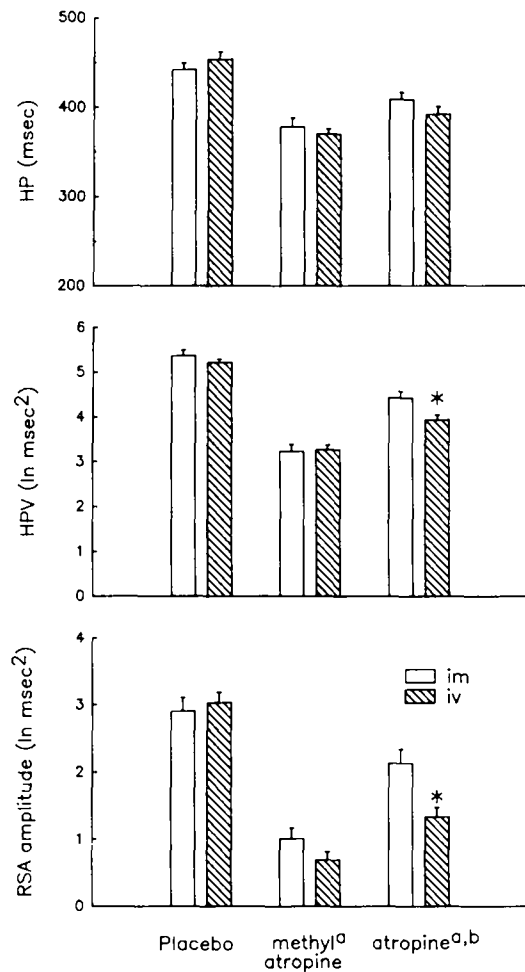 500
HP (msec)
400
300
200
6
HPV (ln msec²)
5
4
*
3
2
1
0
4
RSA amplitude (ln msec²)
im
3
iv
2
*
1
0
Placebo methylᵃ atropineᵃ,ᵇ
atropine